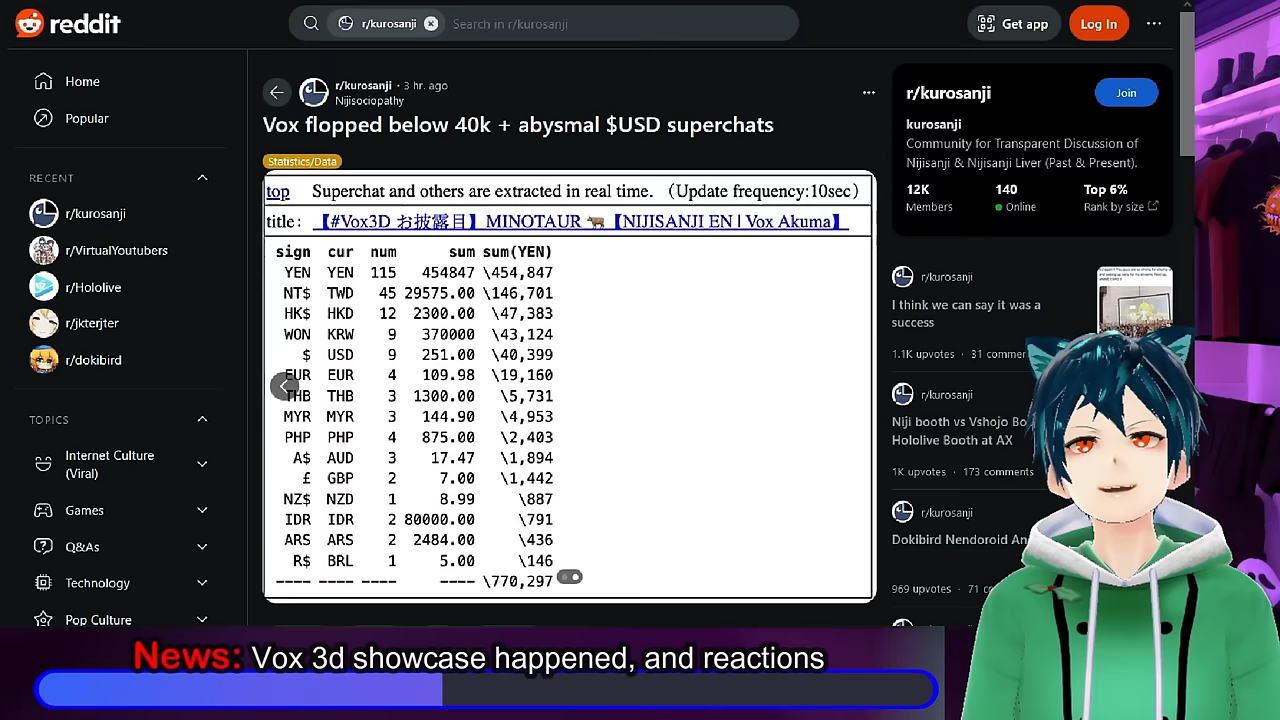 reddit
r/kurosanji
Search in r/kurosanji
Get app
Log In
Home
Popular
RECENT
r/kurosanji
r/VirtualYoutubers
r/Hololive
r/jkterjter
r/dokibird
TOPICS
Internet Culture
(Viral)
Games
Q&As
Technology
Pop Culture
r/kurosanji • 3 hr. ago
Nijisociopathy
Vox flopped below 40k + abysmal $USD superchats
Statistics/Data
top Superchat and others are extracted in real time. （Update frequency:10sec）
title: 【#Vox3D お披露目】MINOTAUR 🐂【NIJISANJI EN | Vox Akuma】
sign cur num sum sum(YEN)
YEN YEN 115 454847 \454,847
NT$ TWD 45 29575.00 \146,701
HK$ HKD 12 2300.00 \47,383
WON KRW 9 370000 \43,124
$ USD 9 251.00 \40,399
EUR EUR 4 109.98 \19,160
THB THB 3 1300.00 \5,731
MYR MYR 3 144.90 \4,953
PHP PHP 4 875.00 \2,403
A$ AUD 3 17.47 \1,894
£ GBP 2 7.00 \1,442
NZ$ NZD 1 8.99 \887
IDR IDR 2 80000.00 \791
ARS ARS 2 2484.00 \436
R$ BRL 1 5.00 \146
---- ---- ---- ---- \770,297
r/kurosanji
Join
kurosanji
Community for Transparent Discussion of
Nijisanji & Nijisanji Liver (Past & Present).
12K 140 Top 6%
Members Online Rank by size
r/kurosanji
I think we can say it was a
success
1.1K upvotes • 31 commen
r/kurosanji
Niji booth vs Vshojo Bo
Hololive Booth at AX
1K upvotes • 173 comments
r/kurosanji
Dokibird Nendoroid An
969 upvotes • 71 c
News: Vox 3d showcase happened, and reactions